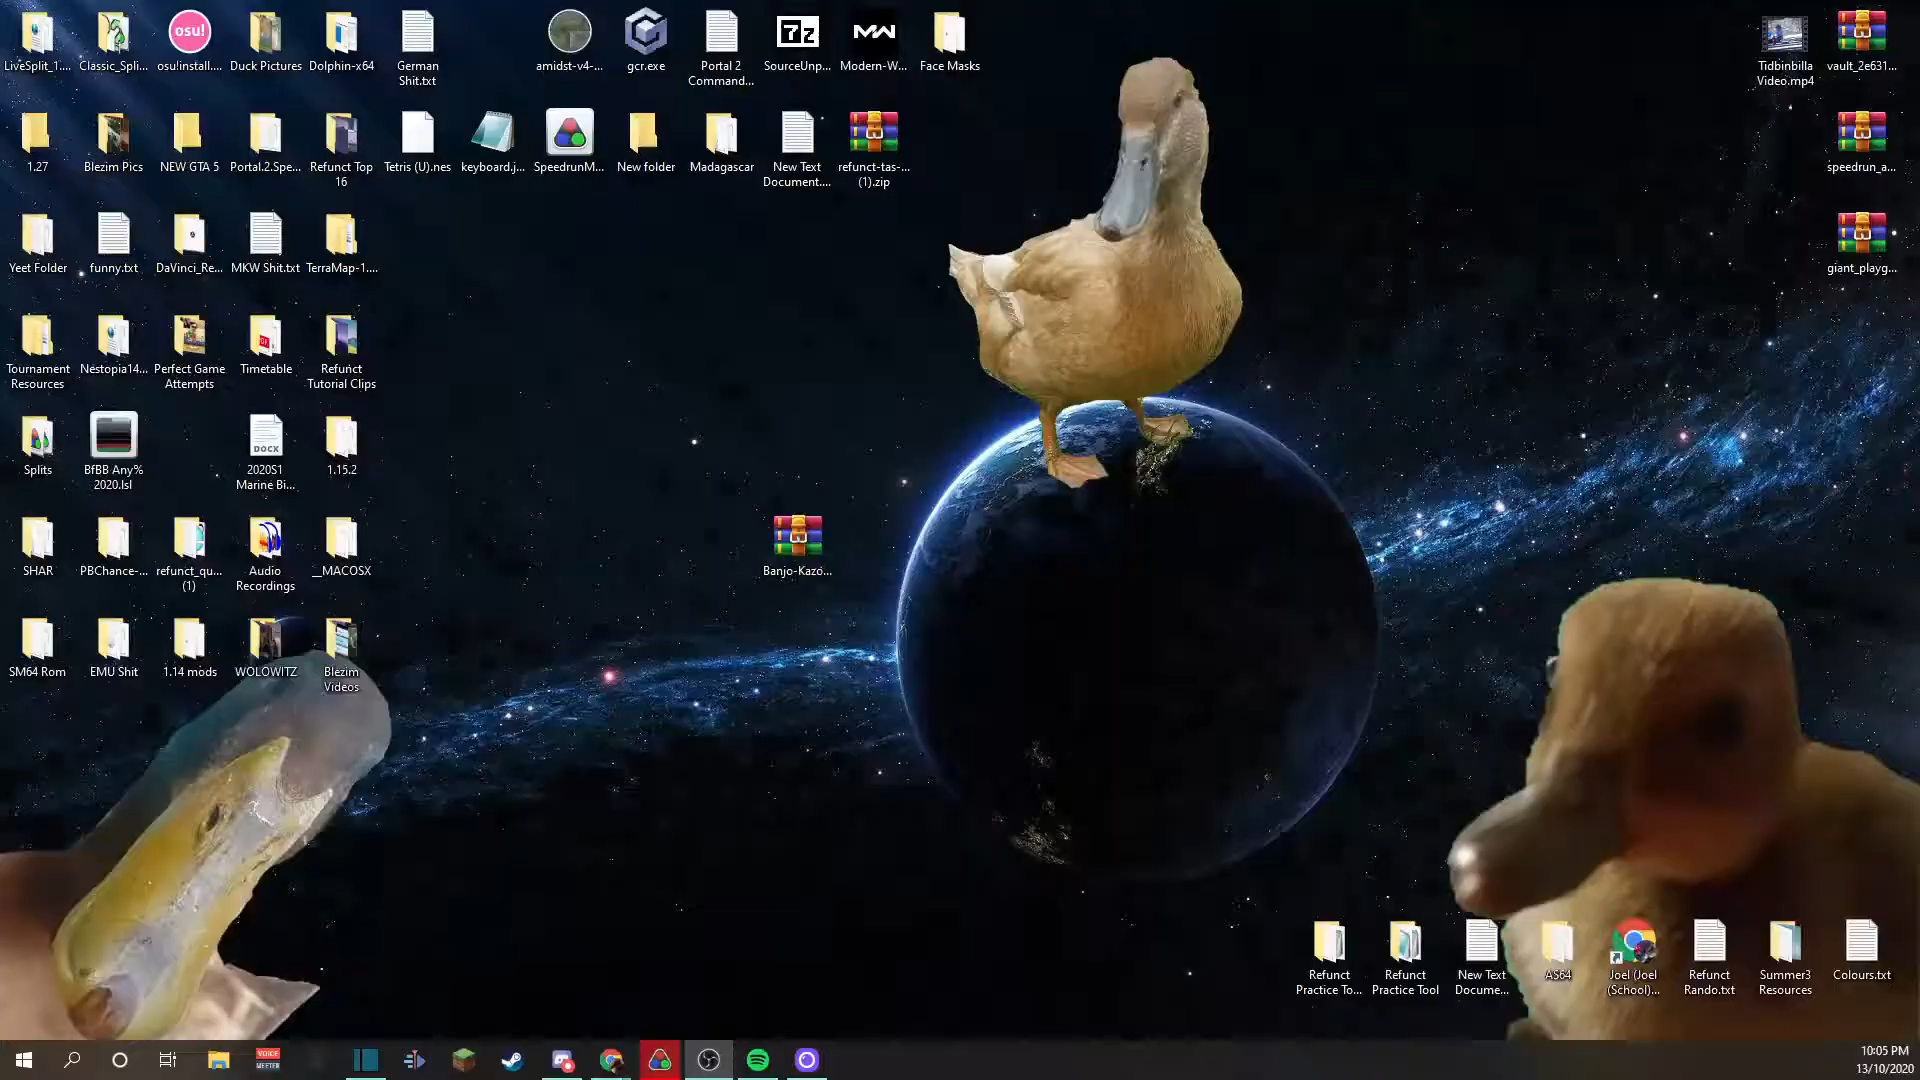 LiveSplit_1....
Classic_Spli...
osu!install....
Duck Pictures
Dolphin-x64
German
Shit.txt
amidst-v4-...
gcr.exe
Portal 2
Command...
SourceUnp...
Modern-W...
Face Masks
Tidbinbilla
Video.mp4
vault_2e631...
1.27
Blezim Pics
NEW GTA 5
Portal.2.Spe...
Refunct Top
16
Tetris (U).nes
keyboard.j...
SpeedrunM...
New folder
Madagascar
New Text
Document....
refunct-tas-...
(1).zip
speedrun_a...
Yeet Folder
funny.txt
DaVinci_Re...
MKW Shit.txt
TerraMap-1....
giant_playg...
Tournament
Resources
Nestopia14...
Perfect Game
Attempts
Timetable
Refunct
Tutorial Clips
Splits
BfBB Any%
2020.lsl
DOCX
2020S1
Marine Bi...
1.15.2
SHAR
PBChance-...
refunct_qu...
(1)
Audio
Recordings
__MACOSX
Banjo-Kazo...
SM64 Rom
EMU Shit
1.14 mods
WOLOWITZ
Blezim
Videos
Refunct
Practice To...
Refunct
Practice Tool
New Text
Docume...
AS64
Joel (Joel
(School)...
Refunct
Rando.txt
Summer3
Resources
Colours.txt
osu!
7z
MW
VOICE
MEETER
10:05 PM
13/10/2020